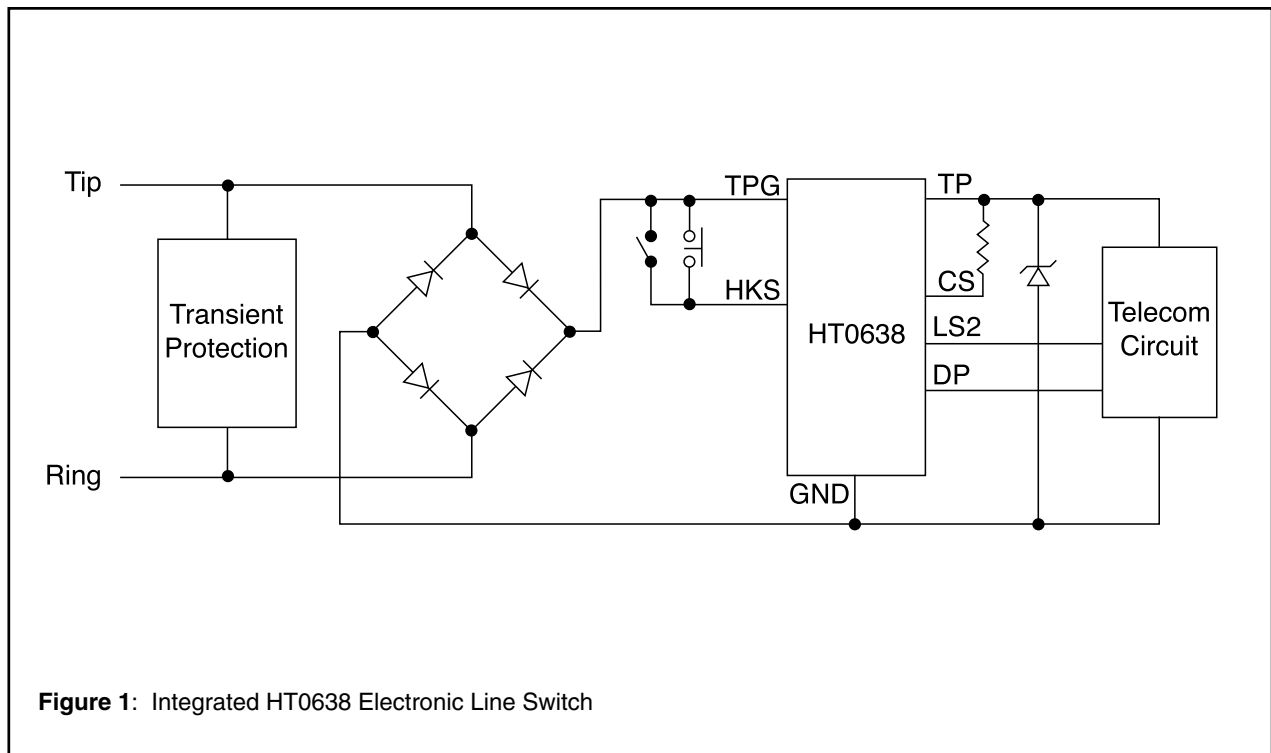 Tip
TPG
TP
HKS
CS
LS2
DP
HT0638
Transient
Protection
Telecom
Circuit
Ring
GND
Figure 1: Integrated HT0638 Electronic Line Switch